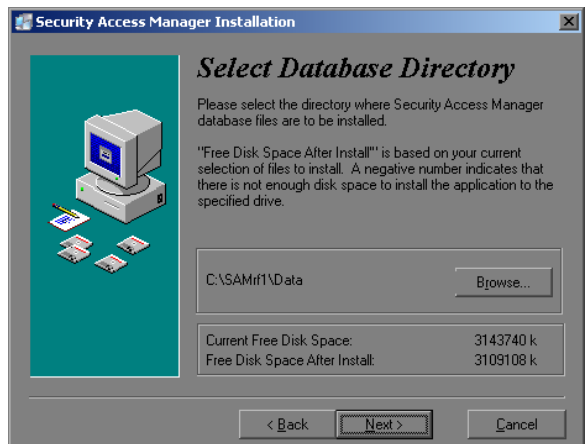 Security Access Manager Installation
Select Database Directory
Please select the directory where Security Access Manager
database files are to be installed.
"Free Disk Space After Install"' is based on your current
selection of files to install. A negative number indicates that
there is not enough disk space to install the application to the
specified drive.
C:\SAMrf1\Data
Browse...
Current Free Disk Space: 3143740 k
Free Disk Space After Install: 3109108 k
< Back Next > Cancel